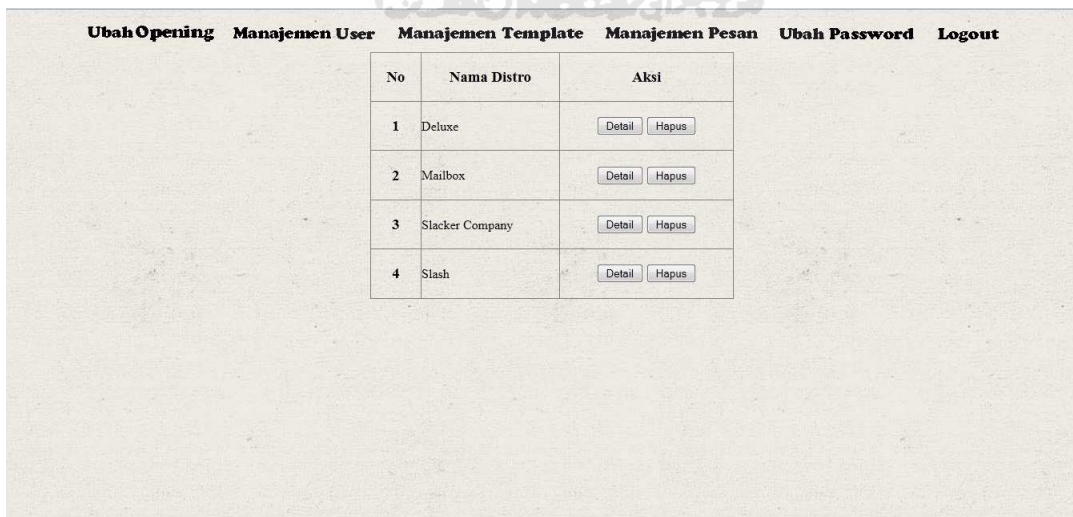 Ubah Opening Manajemen User Manajemen Template Manajemen Pesan Ubah Password Logout
No Nama Distro Aksi
1 Deluxe Detail Hapus
2 Mailbox Detail Hapus
3 Slacker Company Detail Hapus
4 Slash Detail Hapus